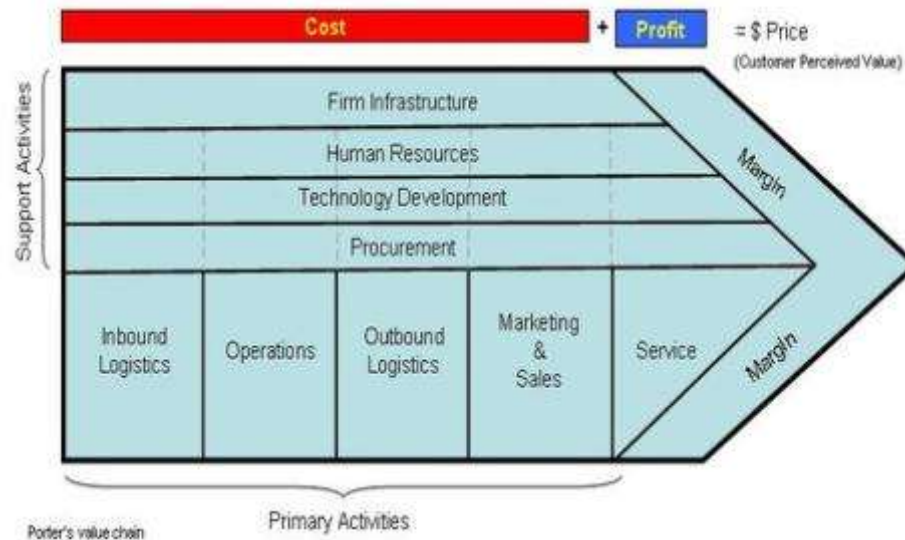 Cost + Profit = $ Price
(Customer Perceived Value)
Support Activities
Firm Infrastructure
Human Resources
Technology Development
Procurement
Margin
Inbound
Logistics
Operations
Outbound
Logistics
Marketing
&
Sales
Service
Margin
Primary Activities
Porter's value chain